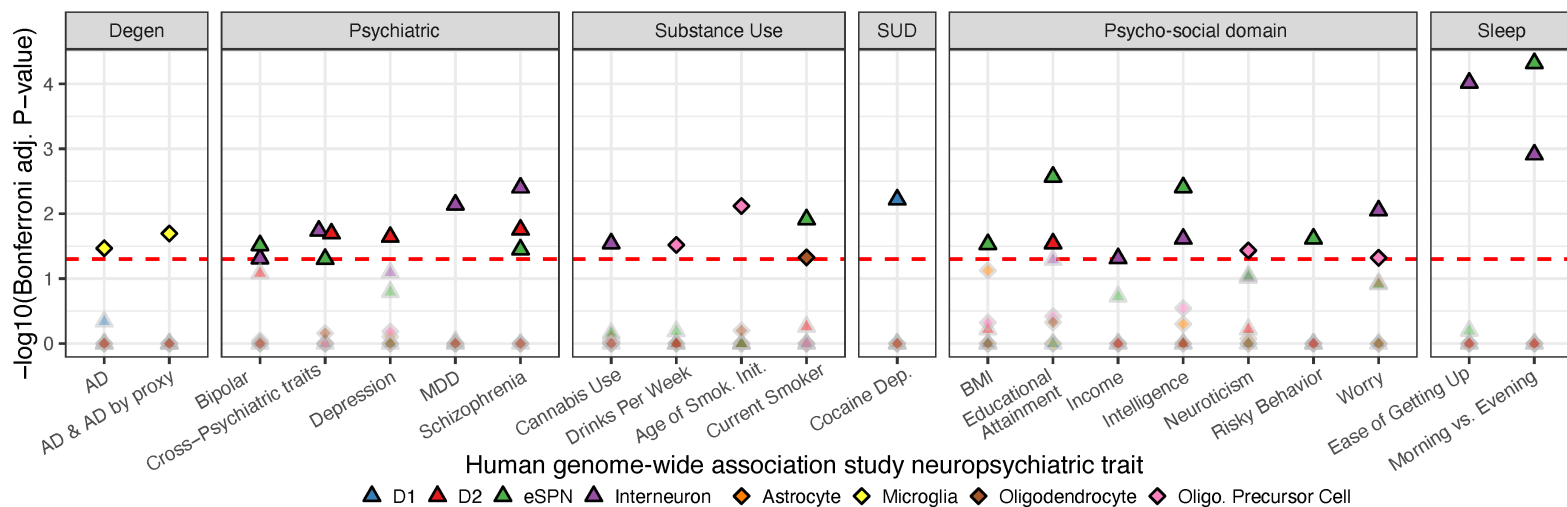 Degen
Psychiatric
Substance Use
SUD
Psycho-social domain
Sleep
-log10(Bonferroni adj. P-value)
4
3
2
1
0
AD
AD & AD by proxy
Bipolar
Cross-Psychiatric traits
Depression
MDD
Schizophrenia
Cannabis Use
Drinks Per Week
Age of Smok. Init.
Current Smoker
Cocaine Dep.
BMI
Educational
Attainment
Income
Intelligence
Neuroticism
Risky Behavior
Worry
Ease of Getting Up
Morning vs. Evening
Human genome-wide association study neuropsychiatric trait
D1 D2 eSPN Interneuron Astrocyte Microglia Oligodendrocyte Oligo. Precursor Cell